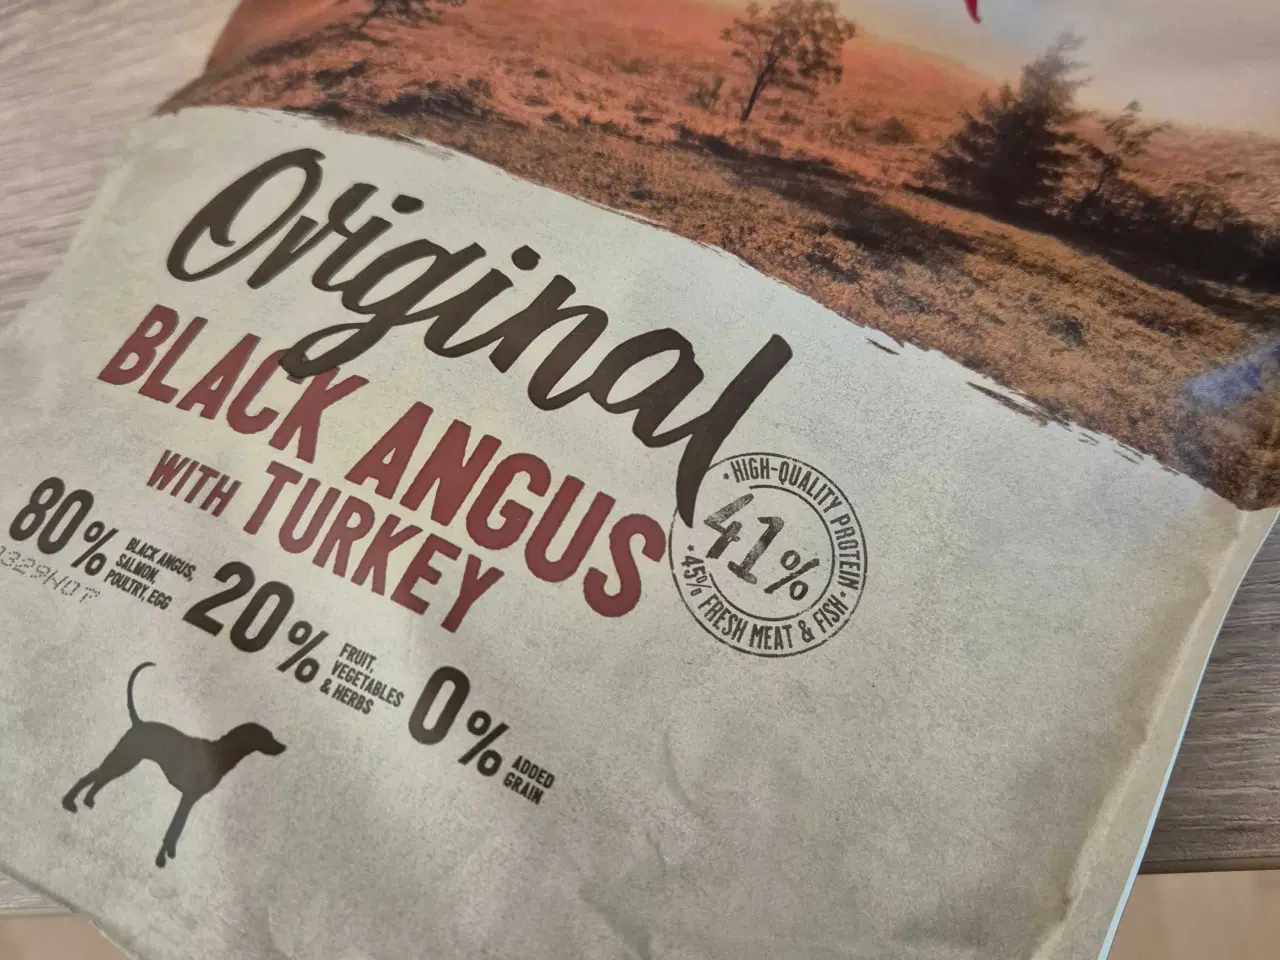 Original
BLACK ANGUS
WITH TURKEY
HIGH-QUALITY PROTEIN
41%
45% FRESH MEAT & FISH
80% BLACK ANGUS,
SALMON,
POULTRY, EGG
20% FRUIT,
VEGETABLES
& HERBS
0% ADDED
GRAIN